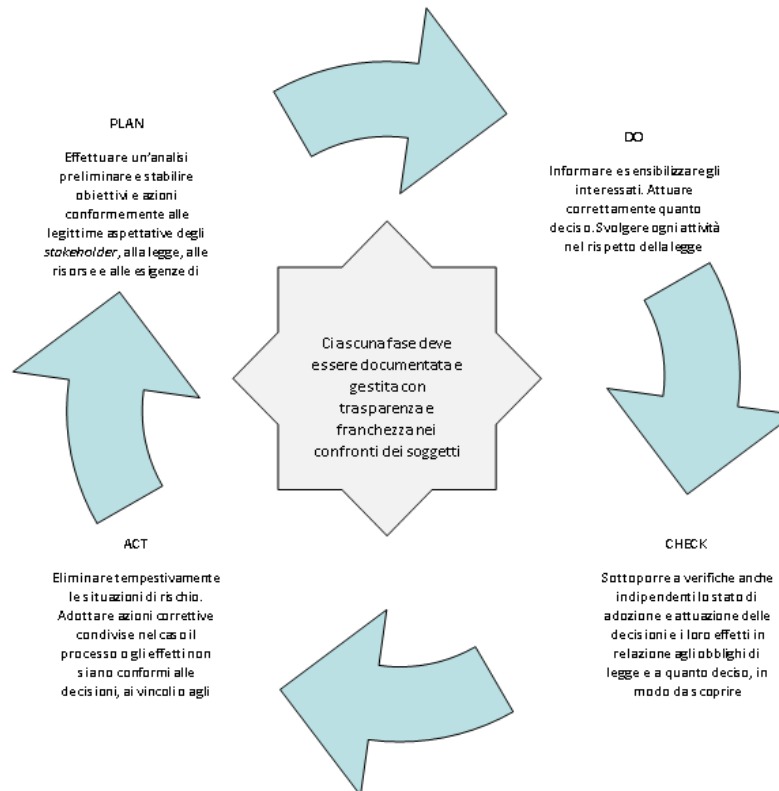 PLAN
Effettuare un'analisi
preliminare e stabilire
obiettivi e azioni
conformemente alle
legittime aspettative degli
stakeholder, alla legge, alle
risorse e alle esigenze di
DO
Informare e sensibilizzare gli
interessati. Attuare
correttamente quanto
deciso. Svolgere ogni attività
nel rispetto della legge
Ciascuna fase deve
essere documentata e
gestita con
trasparenza e
franchezza nei
confronti dei soggetti
ACT
Eliminare tempestivamente
le situazioni di rischio.
Adottare azioni correttive
condivise nel caso il
processo o gli effetti non
siano conformi alle
decisioni, ai vincoli o agli
CHECK
Sottoporre a verifiche anche
indipendenti lo stato di
adozione e attuazione delle
decisioni e i loro effetti in
relazione agli obblighi di
legge e a quanto deciso, in
modo da scoprire